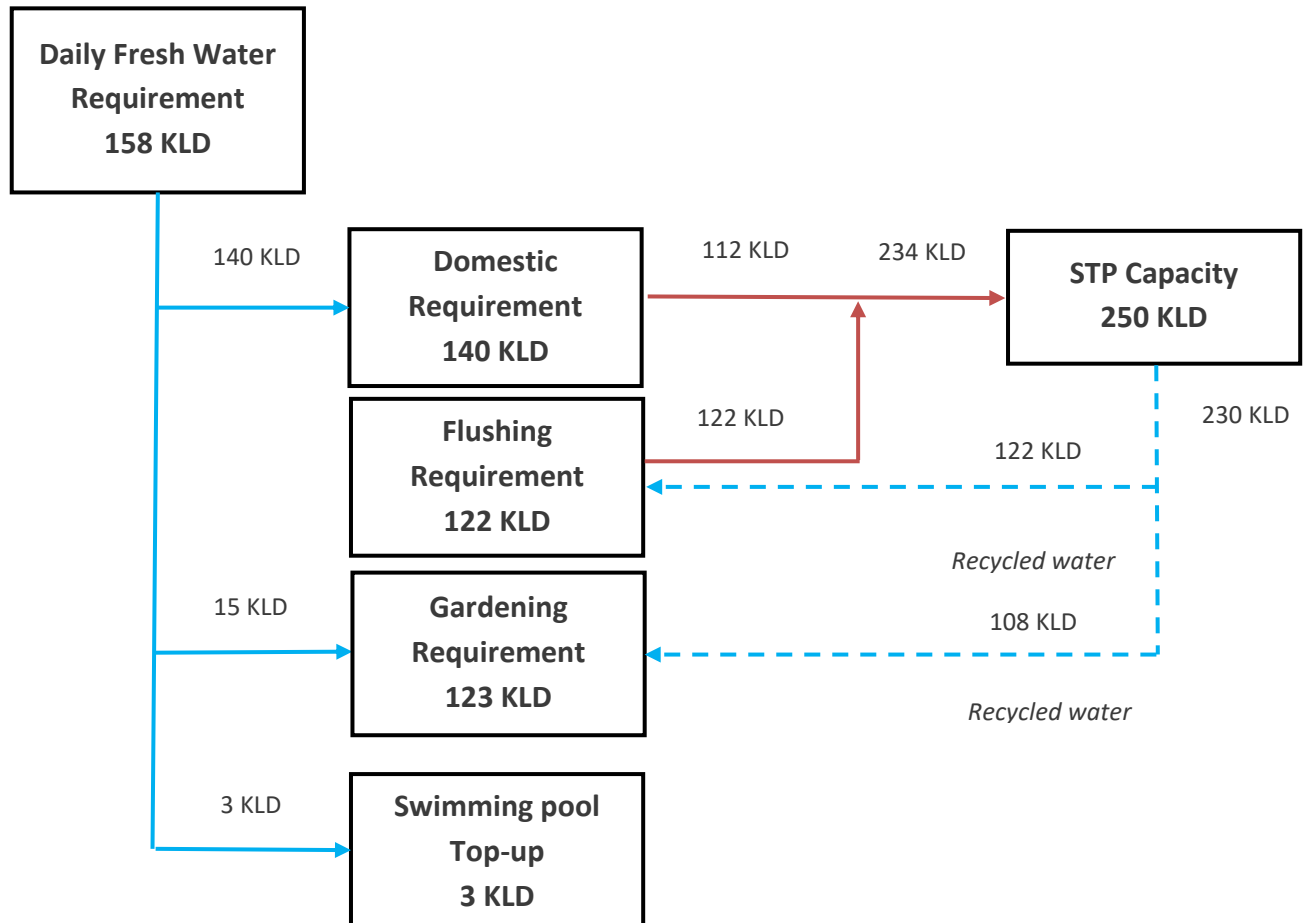 Daily Fresh Water
Requirement
158 KLD
140 KLD
Domestic
Requirement
140 KLD
112 KLD
234 KLD
STP Capacity
250 KLD
230 KLD
Flushing
Requirement
122 KLD
122 KLD
122 KLD
Recycled water
15 KLD
Gardening
Requirement
123 KLD
108 KLD
Recycled water
3 KLD
Swimming pool
Top-up
3 KLD